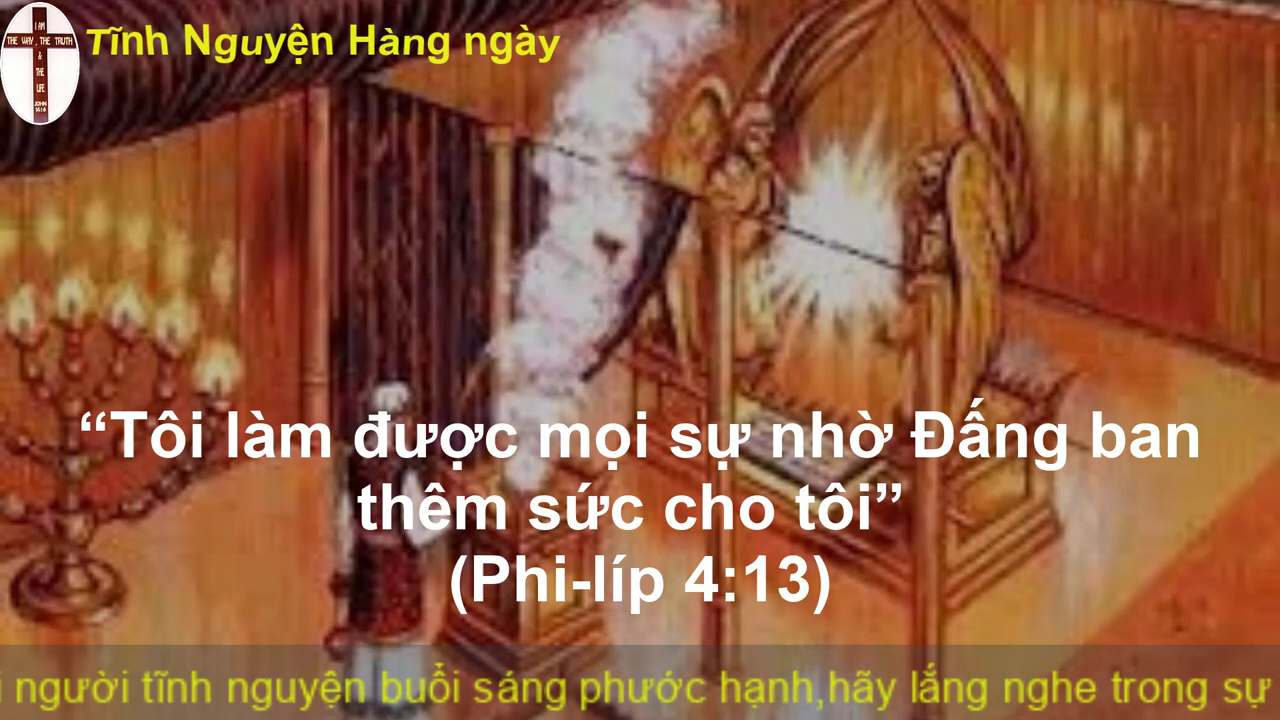 I AM
THE WAY, THE TRUTH
&
THE
LIFE
JOHN
Tĩnh Nguyện Hàng ngày
“Tôi làm được mọi sự nhờ Đấng ban
thêm sức cho tôi”
(Phi-líp 4:13)
i người tĩnh nguyện buổi sáng phước hạnh,hãy lắng nghe trong sự